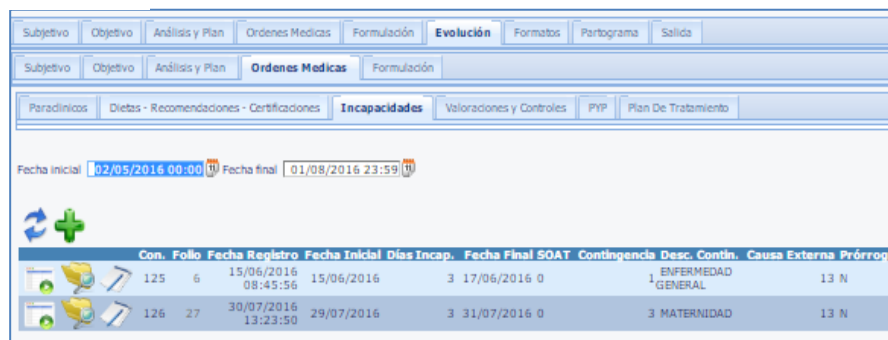 Subjetivo Objetivo Análisis y Plan Ordenes Medicas Formulación Evolución Formatos Partograma Salida
Subjetivo Objetivo Análisis y Plan Ordenes Medicas Formulación
Paraclinicos Dietas - Recomendaciones - Certificaciones Incapacidades Valoraciones y Controles PYP Plan De Tratamiento
Fecha inicial 02/05/2016 00:00 Fecha final 01/08/2016 23:59
Con. Folio Fecha Registro Fecha Inicial Días Incap. Fecha Final SOAT Contingencia Desc. Contin. Causa Externa Prórrog
125 6 15/06/2016 08:45:56 15/06/2016 3 17/06/2016 0 1 ENFERMEDAD GENERAL 13 N
126 27 30/07/2016 13:23:50 29/07/2016 3 31/07/2016 0 3 MATERNIDAD 13 N